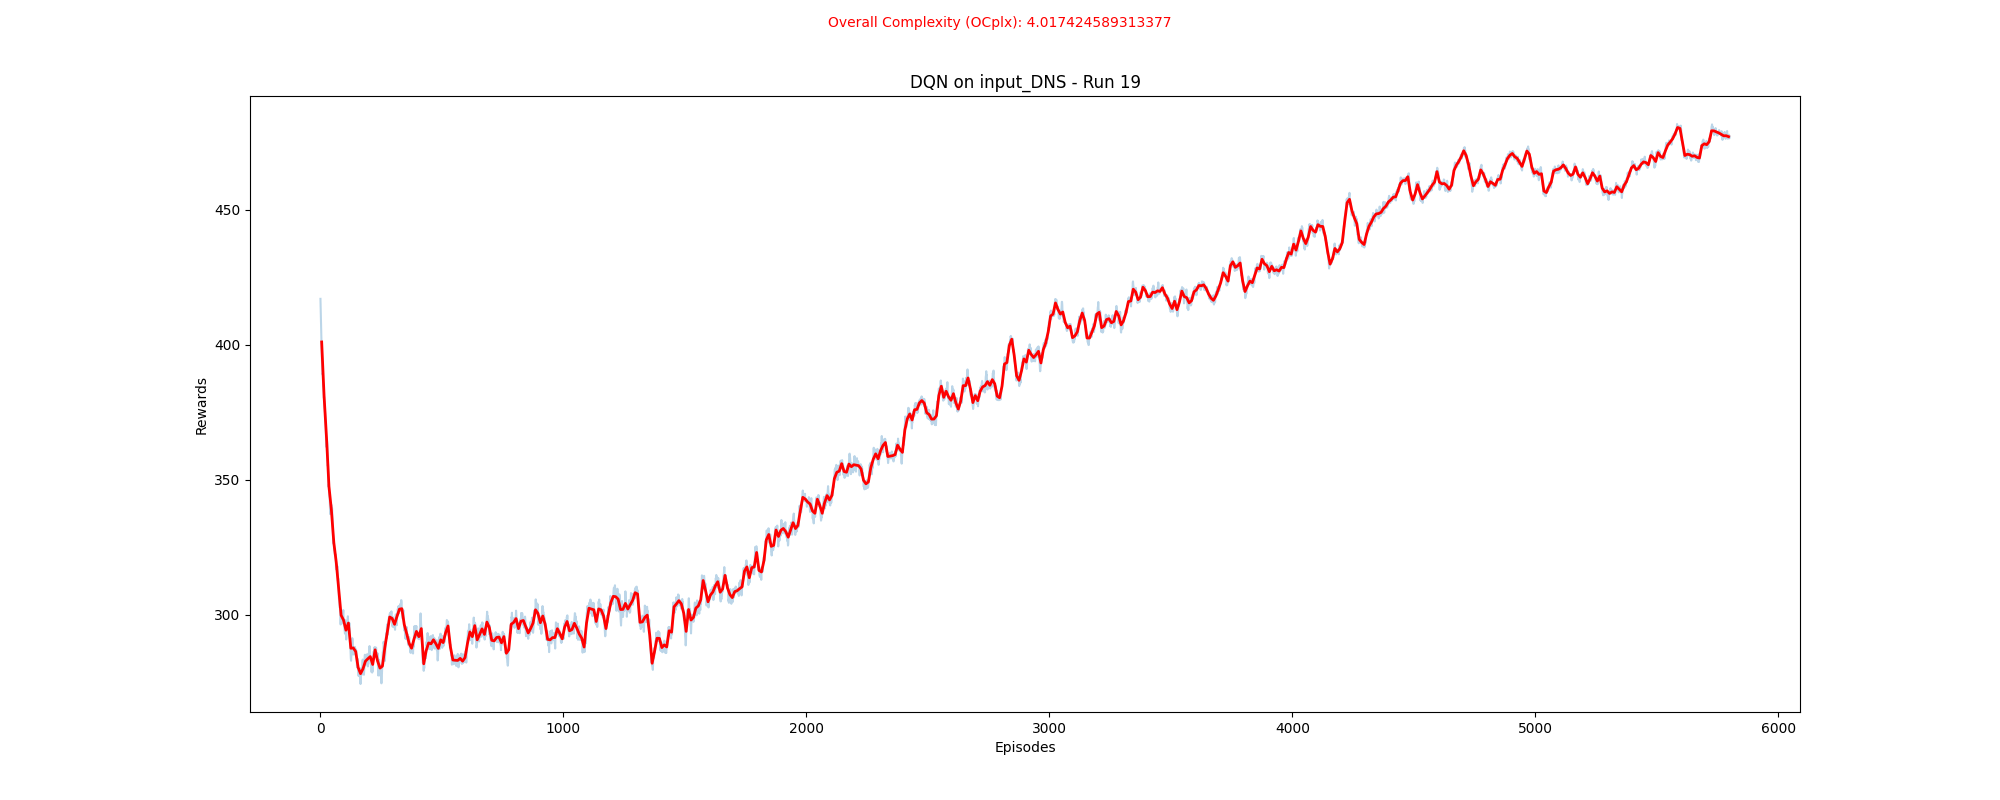 Overall Complexity (OCplx): 4.017424589313377
DQN on input_DNS - Run 19
Rewards
450
400
350
300
0 1000 2000 3000 4000 5000 6000
Episodes